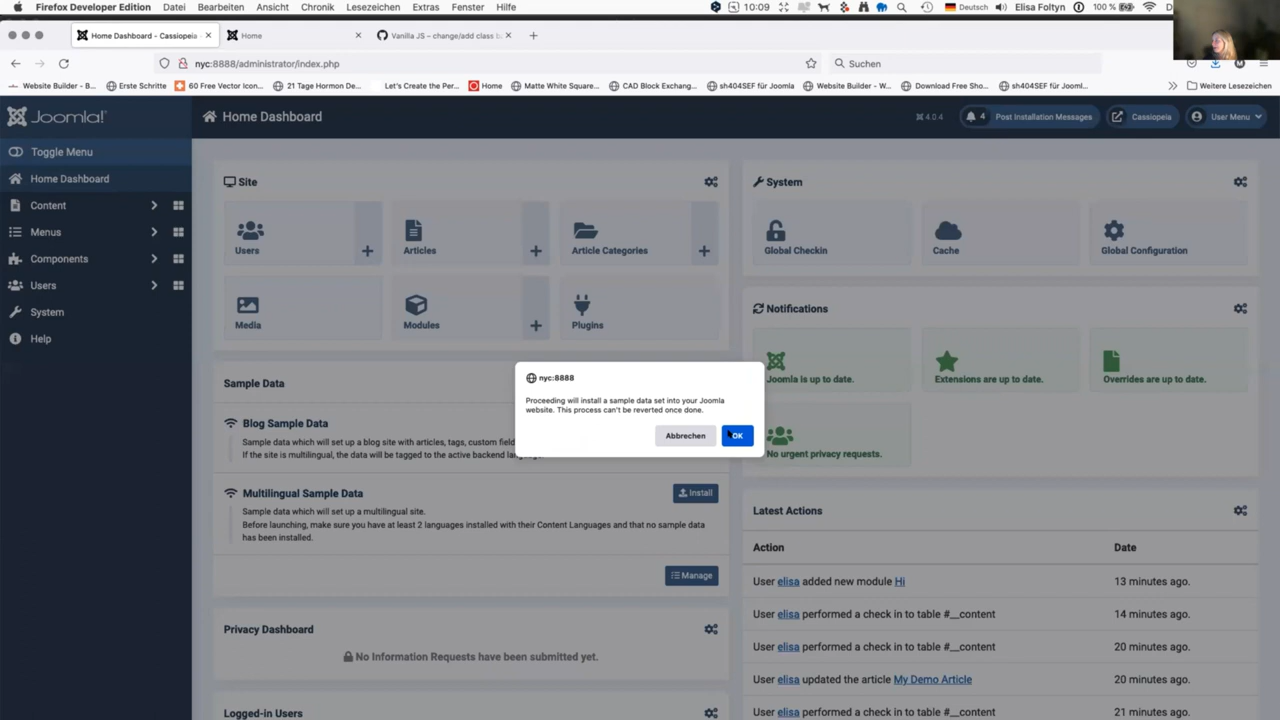 Firefox Developer Edition Datei Bearbeiten Ansicht Chronik Lesezeichen Extras Fenster Hilfe 10:09 Deutsch Elisa Foltyn 100 %
Home Dashboard - Cassiopeia Home Vanilla JS – change/add class b
nyc:8888/administrator/index.php Suchen
Website Builder - B... Erste Schritte 60 Free Vector Icon... 21 Tage Hormon De... Let's Create the Per... Home Matte White Square... CAD Block Exchang... sh404SEF für Joomla Website Builder - W... Download Free Sho... sh404SEF für Jooml... Weitere Lesezeichen
Joomla! Home Dashboard 4.0.4 4 Post Installation Messages Cassiopeia User Menu
Toggle Menu
Home Dashboard
Content
Menus
Components
Users
System
Help
Site
Users
Articles
Article Categories
Media
Modules
Plugins
Sample Data
Blog Sample Data
Sample data which will set up a blog site with articles, tags, custom field
If the site is multilingual, the data will be tagged to the active backend language.
Multilingual Sample Data Install
Sample data which will set up a multilingual site.
Before launching, make sure you have at least 2 languages installed with their Content Languages and that no sample data
has been installed.
Manage
Privacy Dashboard
No Information Requests have been submitted yet.
Logged-in Users
nyc:8888
Proceeding will install a sample data set into your Joomla
website. This process can't be reverted once done.
Abbrechen OK
System
Global Checkin
Cache
Global Configuration
Notifications
Joomla is up to date.
Extensions are up to date.
Overrides are up to date.
No urgent privacy requests.
Latest Actions
Action Date
User elisa added new module Hi 13 minutes ago.
User elisa performed a check in to table #__content 14 minutes ago.
User elisa performed a check in to table #__content 20 minutes ago.
User elisa updated the article My Demo Article 20 minutes ago.
User elisa performed a check in to table #__content 21 minutes ago.